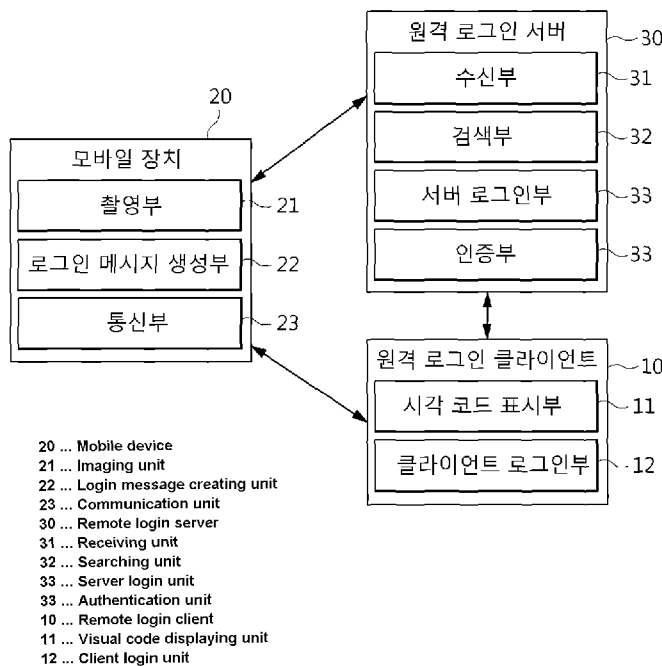 원격 로그인 서버
30
수신부
31
검색부
32
서버 로그인부
33
인증부
33
20
모바일 장치
촬영부
21
로그인 메시지 생성부
22
통신부
23
원격 로그인 클라이언트
10
시각 코드 표시부
11
클라이언트 로그인부
12
20 ... Mobile device
21 ... Imaging unit
22 ... Login message creating unit
23 ... Communication unit
30 ... Remote login server
31 ... Receiving unit
32 ... Searching unit
33 ... Server login unit
33 ... Authentication unit
10 ... Remote login client
11 ... Visual code displaying unit
12 ... Client login unit